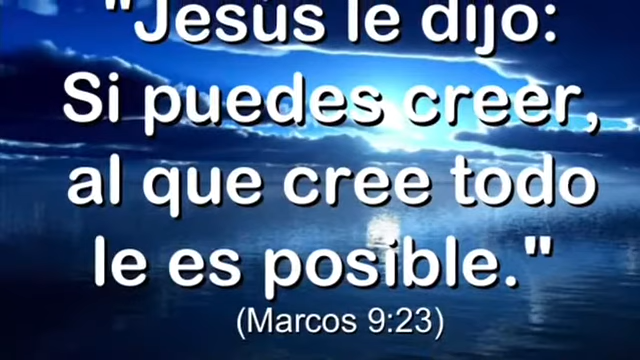 "Jesús le dijo:
Si puedes creer,
al que cree todo
le es posible."
(Marcos 9:23)